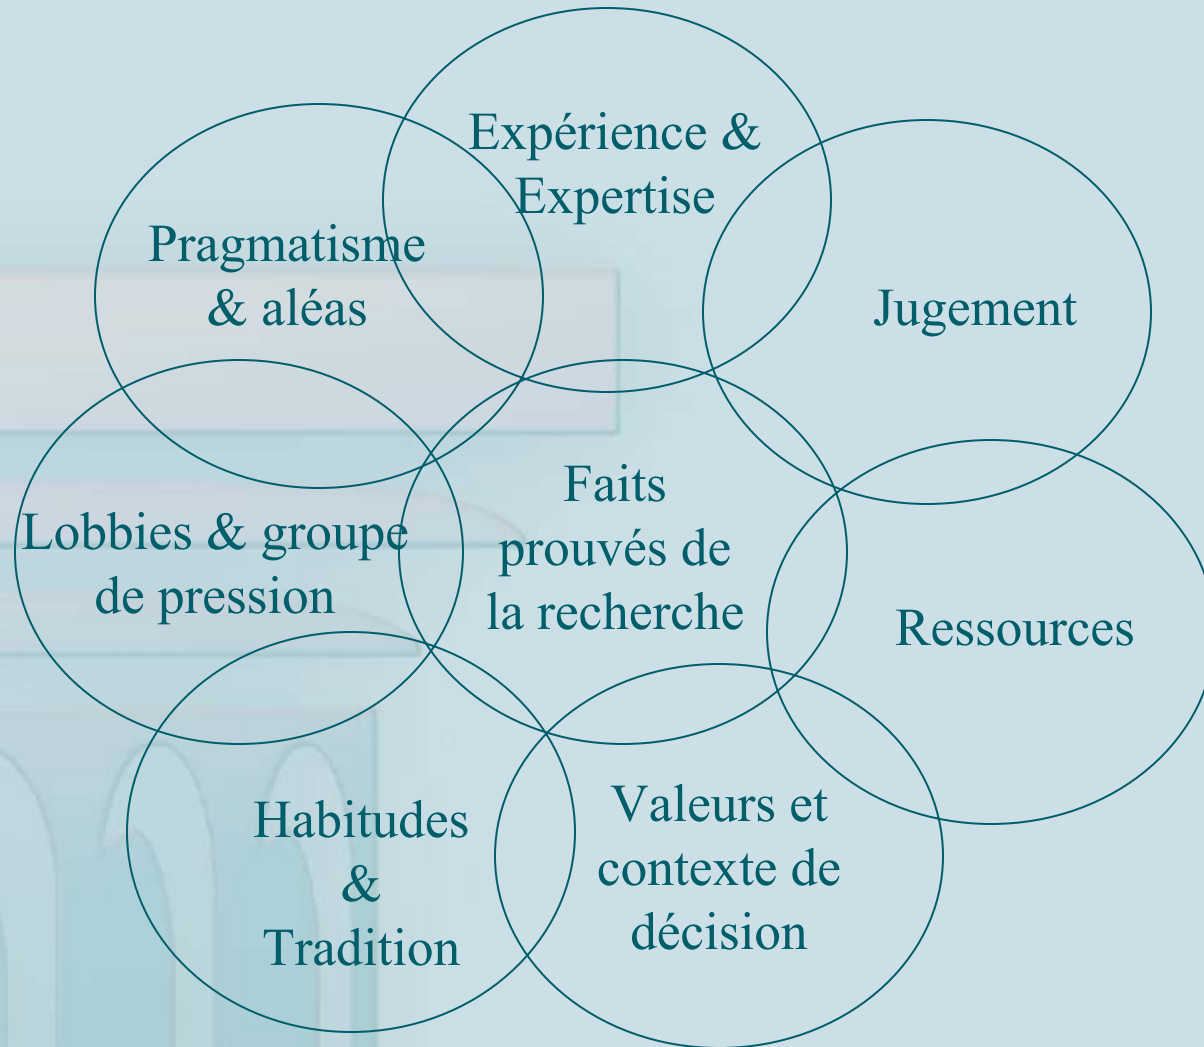 Expérience &
Expertise
Pragmatisme
& aléas
Jugement
Faits
prouvés de
la recherche
Lobbies & groupe
de pression
Ressources
Habitudes
&
Tradition
Valeurs et
contexte de
décision